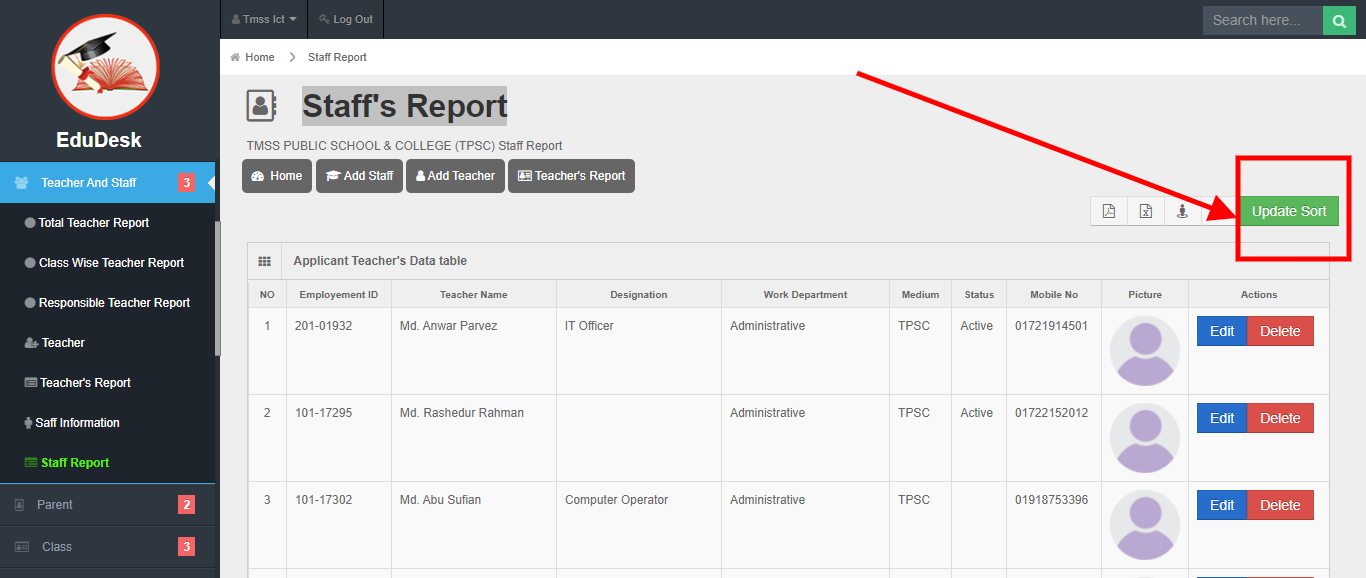 Tmss Ict
Log Out
Search here...
EduDesk
Home
Staff Report
Staff's Report
TMSS PUBLIC SCHOOL & COLLEGE (TPSC) Staff Report
Home
Add Staff
Add Teacher
Teacher's Report
Update Sort
Teacher And Staff 3
Total Teacher Report
Class Wise Teacher Report
Responsible Teacher Report
Teacher
Teacher's Report
Saff Information
Staff Report
Parent 2
Class 3
Applicant Teacher's Data table
NO Employement ID Teacher Name Designation Work Department Medium Status Mobile No Picture Actions
1 201-01932 Md. Anwar Parvez IT Officer Administrative TPSC Active 01721914501 Edit Delete
2 101-17295 Md. Rashedur Rahman Administrative TPSC Active 01722152012 Edit Delete
3 101-17302 Md. Abu Sufian Computer Operator Administrative TPSC 01918753396 Edit Delete